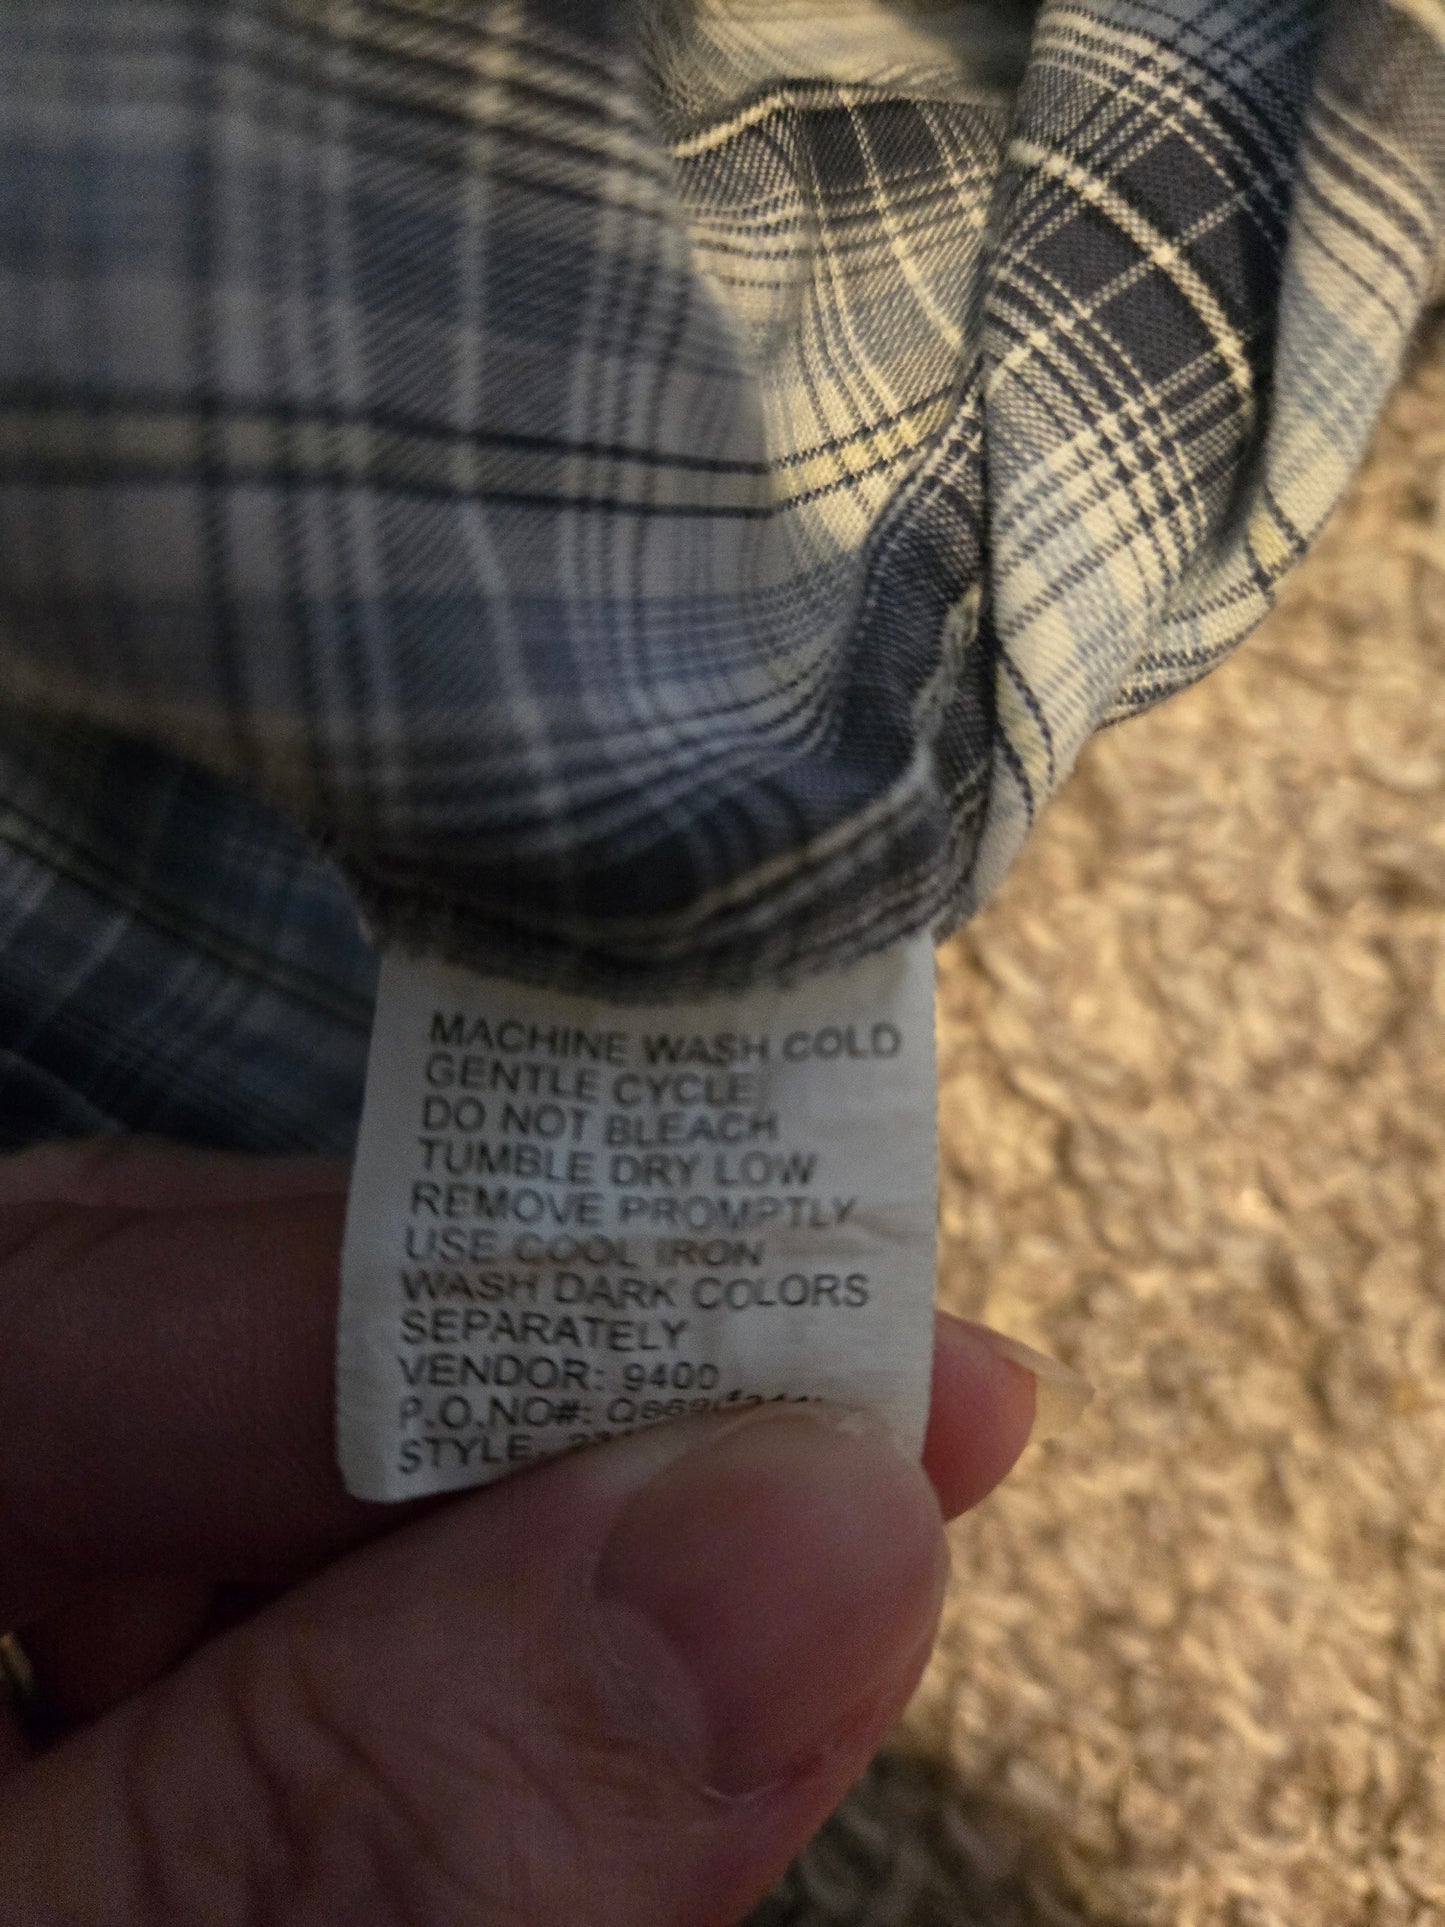 MACHINE WASH COLD
GENTLE CYCLE
DO NOT BLEACH
TUMBLE DRY LOW
REMOVE PROMPTLY
USE COOL IRON
WASH DARK COLORS
SEPARATELY
VENDOR: 9400
P.O.NO#:
STYLE